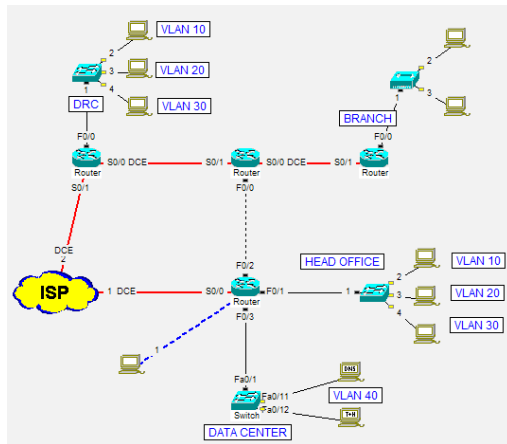 2
VLAN 10
3
VLAN 20
1
4
VLAN 30
DRC
2
1
3
BRANCH
F0/0
F0/0
S0/0 DCE
S0/1
S0/0 DCE
S0/1
Router
Router
Router
S0/1
F0/0
DCE
2
F0/2
HEAD OFFICE
2
VLAN 10
ISP
1 DCE
S0/0
F0/1
1
3
VLAN 20
Router
F0/3
4
VLAN 30
1
Fa0/1
DNS
Fa0/11
VLAN 40
Fa0/12
T+H
Switch
DATA CENTER